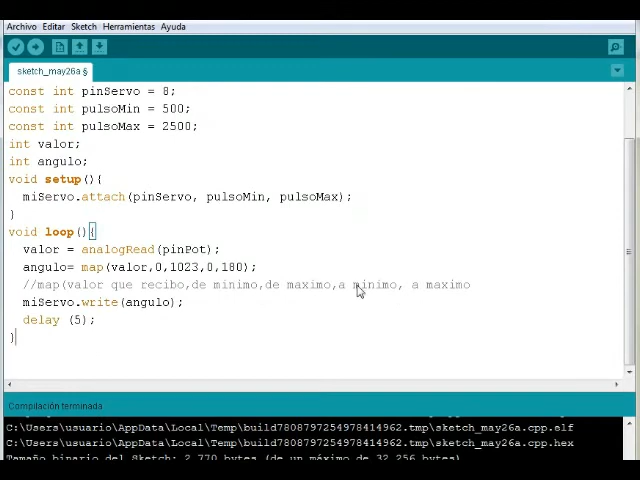 Archivo Editar Sketch Herramientas Ayuda
sketch_may26a §
const int pinServo = 8;
const int pulsoMin = 500;
const int pulsoMax = 2500;
int valor;
int angulo;
void setup(){
miServo.attach(pinServo, pulsoMin, pulsoMax);
}
void loop(){
valor = analogRead(pinPot);
angulo= map(valor,0,1023,0,180);
//map(valor que recibo,de minimo,de maximo,a minimo, a maximo
miServo.write(angulo);
delay (5);
}
Compilación terminada
C:\Users\usuario\AppData\Local\Temp\build7808797254978414962.tmp\sketch_may26a.cpp.elf
C:\Users\usuario\AppData\Local\Temp\build7808797254978414962.tmp\sketch_may26a.cpp.hex
Tamaño binario del Sketch: 2.770 bytes (de un máximo de 32.256 bytes)